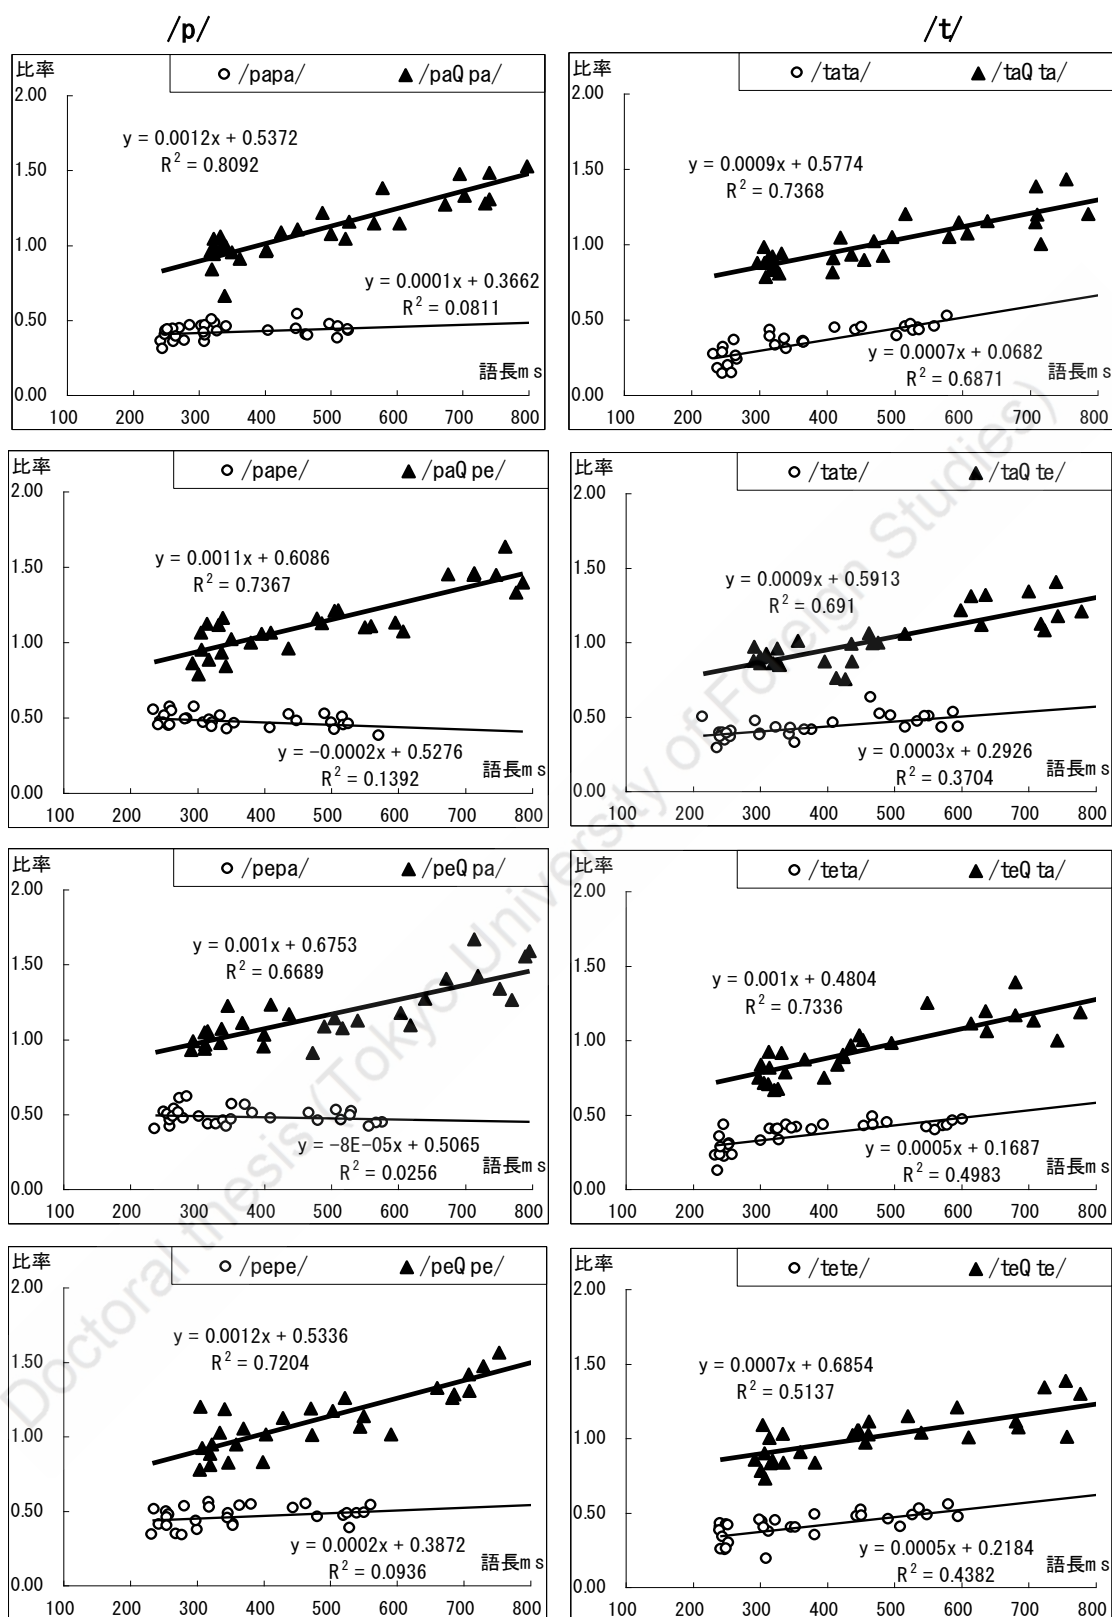 /p/
/t/
比率
/papa/ /paQpa/
2.00
y = 0.0012x + 0.5372
R² = 0.8092
1.50
1.00
y = 0.0001x + 0.3662
R² = 0.0811
0.50
語長ms
0.00
100 200 300 400 500 600 700 800
比率
/tata/ /taQta/
2.00
y = 0.0009x + 0.5774
R² = 0.7368
1.50
1.00
0.50
y = 0.0007x + 0.0682
R² = 0.6871
語長ms
0.00
100 200 300 400 500 600 700 800
比率
/pape/ /paQpe/
2.00
y = 0.0011x + 0.6086
R² = 0.7367
1.50
1.00
0.50
y = −0.0002x + 0.5276
R² = 0.1392
語長ms
0.00
100 200 300 400 500 600 700 800
比率
/tate/ /taQte/
2.00
y = 0.0009x + 0.5913
R² = 0.691
1.50
1.00
0.50
y = 0.0003x + 0.2926
R² = 0.3704
語長ms
0.00
100 200 300 400 500 600 700 800
比率
/pepa/ /peQpa/
2.00
y = 0.001x + 0.6753
R² = 0.6689
1.50
1.00
0.50
y = −8E-05x + 0.5065
R² = 0.0256
語長ms
0.00
100 200 300 400 500 600 700 800
比率
/teta/ /teQta/
2.00
y = 0.001x + 0.4804
R² = 0.7336
1.50
1.00
0.50
y = 0.0005x + 0.1687
R² = 0.4983
語長ms
0.00
100 200 300 400 500 600 700 800
比率
/pepe/ /peQpe/
2.00
y = 0.0012x + 0.5336
R² = 0.7204
1.50
1.00
0.50
y = 0.0002x + 0.3872
R² = 0.0936
語長ms
0.00
100 200 300 400 500 600 700 800
比率
/tete/ /teQte/
2.00
y = 0.0007x + 0.6854
R² = 0.5137
1.50
1.00
0.50
y = 0.0005x + 0.2184
R² = 0.4382
語長ms
0.00
100 200 300 400 500 600 700 800
Doctoral thesis (Tokyo University of Foreign Studies)